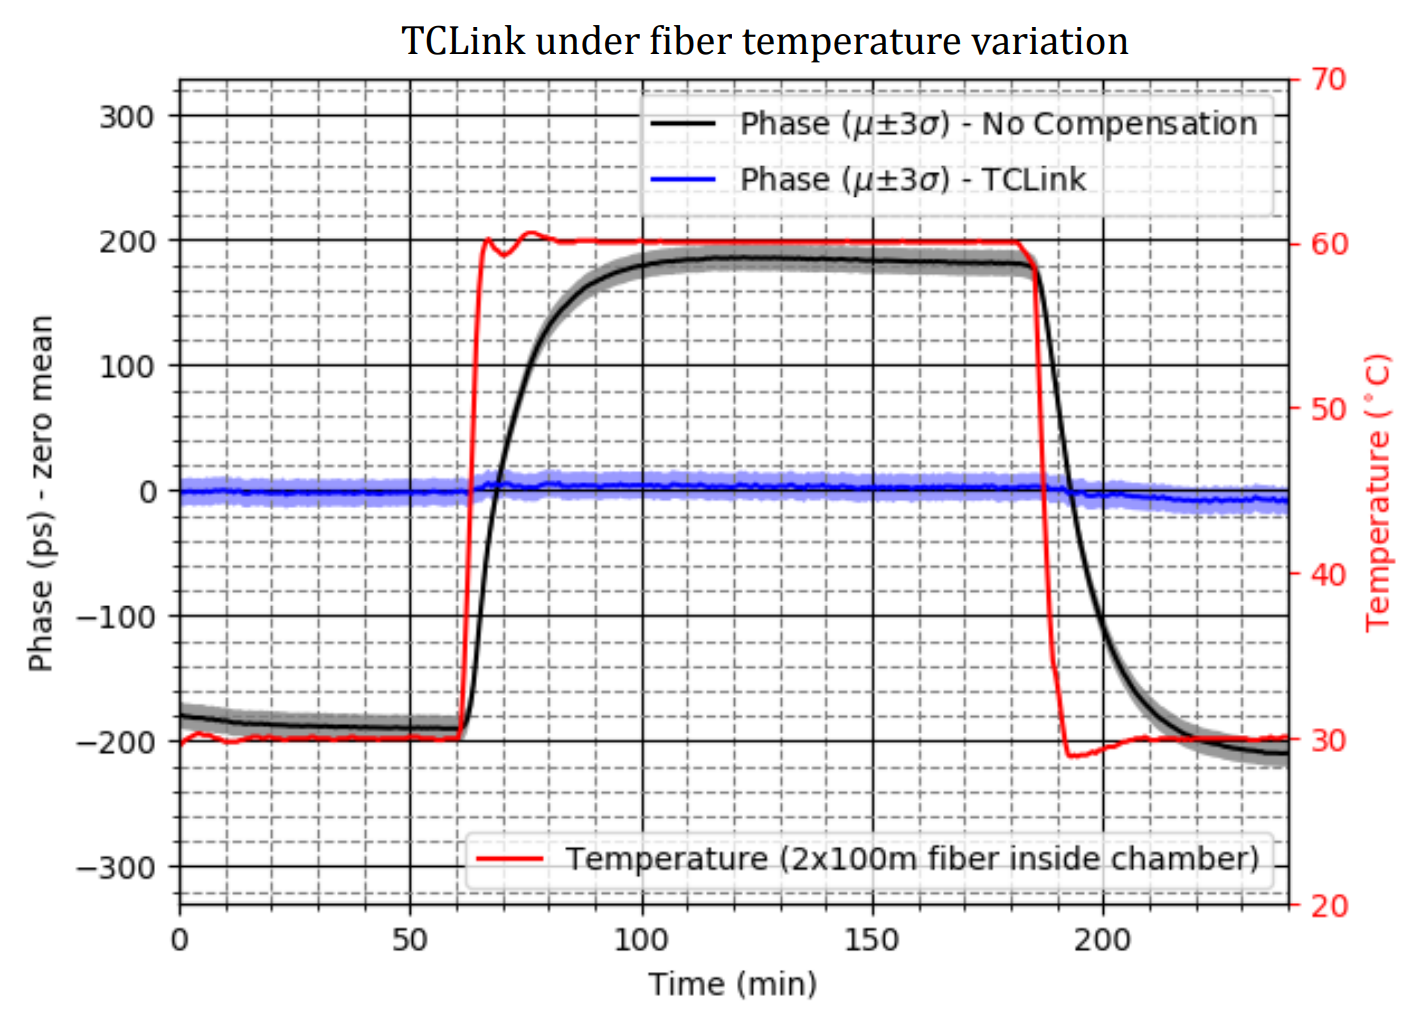 TCLink under fiber temperature variation
Phase (μ±3σ) - No Compensation
Phase (μ±3σ) - TCLink
Temperature (2x100m fiber inside chamber)
Phase (ps) - zero mean
300
200
100
0
−100
−200
−300
Temperature (°C)
70
60
50
40
30
20
0
50
100
150
200
Time (min)